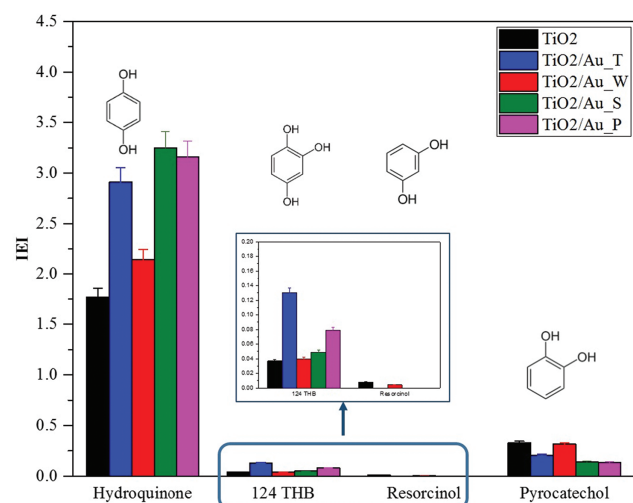 4.5
4.0
3.5
3.0
2.5
2.0
1.5
1.0
0.5
0.0
IEI
TiO2
TiO2/Au_T
TiO2/Au_W
TiO2/Au_S
TiO2/Au_P
OH
OH
OH
OH
OH
OH
OH
OH
OH
0.20
0.18
0.16
0.14
0.12
0.10
0.08
0.06
0.04
0.02
0.00
124 THB
Resorcinol
Hydroquinone
124 THB
Resorcinol
Pyrocatechol